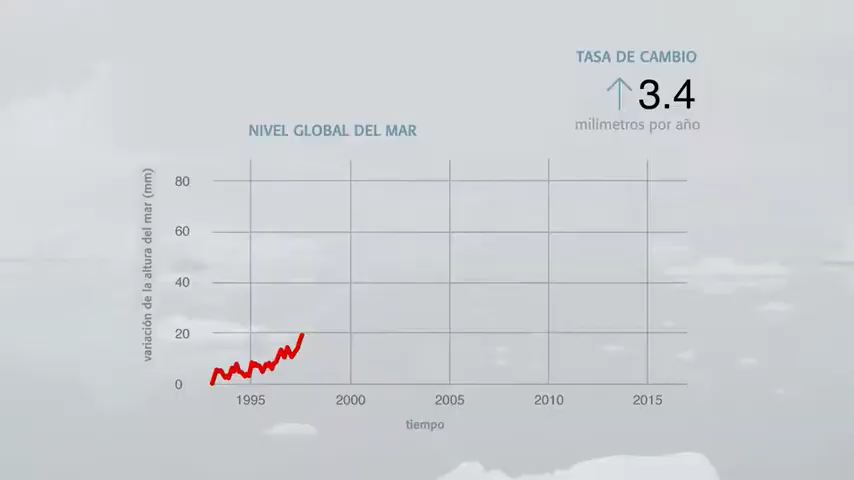 TASA DE CAMBIO
3.4
milímetros por año
NIVEL GLOBAL DEL MAR
variación de la altura del mar (mm)
80
60
40
20
0
1995 2000 2005 2010 2015
tiempo